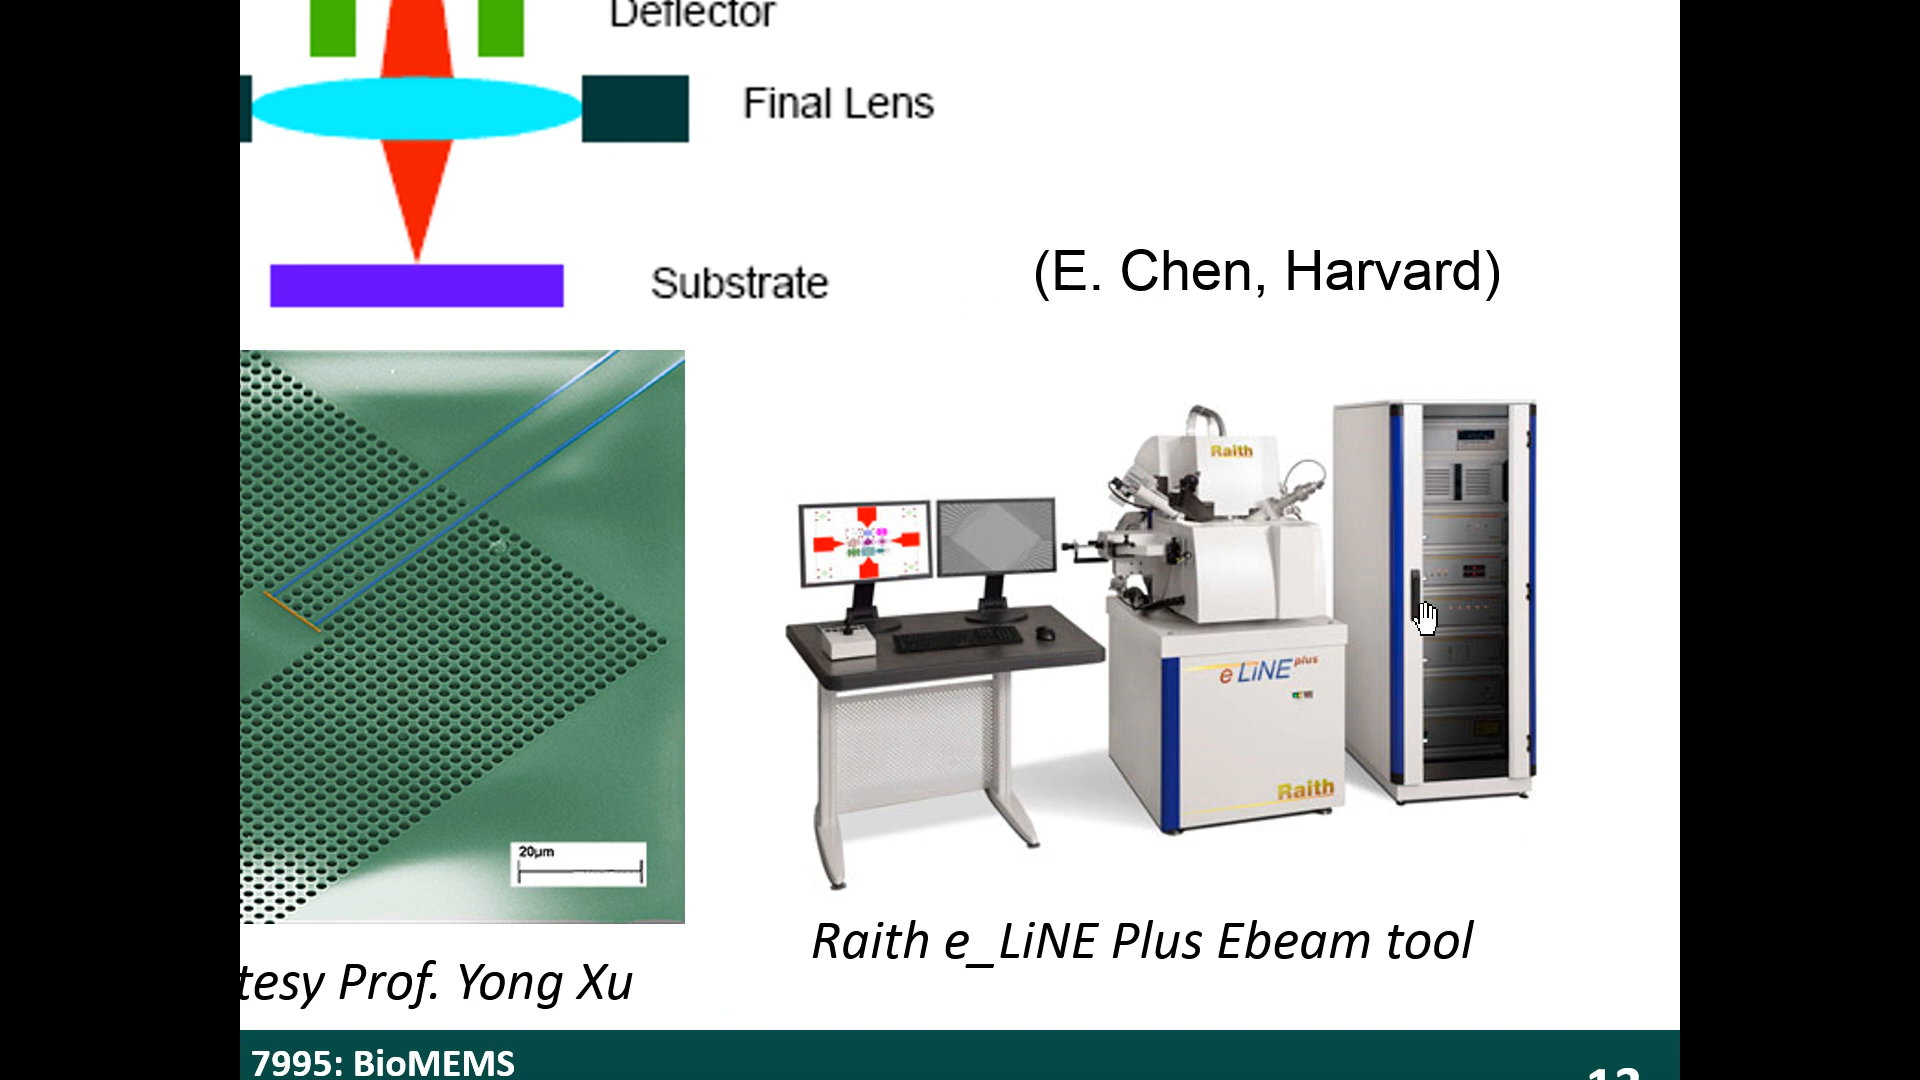 Deflector
Final Lens
Substrate
(E. Chen, Harvard)
Raith
e LiNE plus
Raith
20µm
Raith e_LiNE Plus Ebeam tool
tesy Prof. Yong Xu
7995: BioMEMS